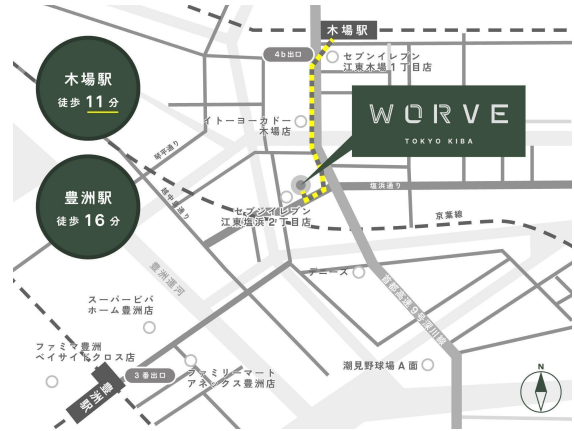 木場駅
4b出口
セブンイレブン
江東木場1丁目店
木場駅
徒歩 11 分
WORVE
TOKYO KIBA
イトーヨーカドー
木場店
琴平通り
越中島通り
塩浜通り
豊洲駅
徒歩 16 分
セブンイレブン
江東塩浜2丁目店
京葉線
豊洲運河
デニーズ
首都高速9号深川線
スーパービバ
ホーム豊洲店
ファミマ豊洲
ベイサイドクロス店
3番出口
ファミリーマート
アネックス豊洲店
潮見野球場A面
豊洲駅
N